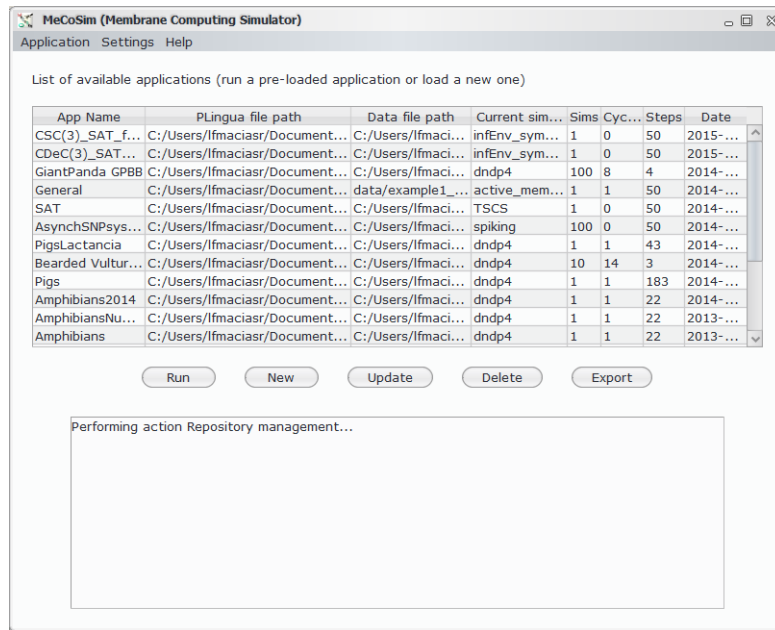 MeCoSim (Membrane Computing Simulator)
Application Settings Help
List of available applications (run a pre-loaded application or load a new one)
App Name PLingua file path Data file path Current sim... Sims Cyc... Steps Date
CSC(3)_SAT_f... C:/Users/lfmaciasr/Document... C:/Users/lfmaci... infEnv_sym... 1 0 50 2015-...
CDeC(3)_SAT... C:/Users/lfmaciasr/Document... C:/Users/lfmaci... infEnv_sym... 1 0 50 2015-...
GiantPanda GPBB C:/Users/lfmaciasr/Document... C:/Users/lfmaci... dndp4 100 8 4 2014-...
General C:/Users/lfmaciasr/Document... data/example1_... active_mem... 1 1 50 2014-...
SAT C:/Users/lfmaciasr/Document... C:/Users/lfmaci... TSCS 1 0 50 2014-...
AsynchSNPsys... C:/Users/lfmaciasr/Document... C:/Users/lfmaci... spiking 100 0 50 2014-...
PigsLactancia C:/Users/lfmaciasr/Document... C:/Users/lfmaci... dndp4 1 1 43 2014-...
Bearded Vultur... C:/Users/lfmaciasr/Document... C:/Users/lfmaci... dndp4 10 14 3 2014-...
Pigs C:/Users/lfmaciasr/Document... C:/Users/lfmaci... dndp4 1 1 183 2014-...
Amphibians2014 C:/Users/lfmaciasr/Document... C:/Users/lfmaci... dndp4 1 1 22 2014-...
AmphibiansNu... C:/Users/lfmaciasr/Document... C:/Users/lfmaci... dndp4 1 1 22 2013-...
Amphibians C:/Users/lfmaciasr/Document... C:/Users/lfmaci... dndp4 1 1 22 2013-...
Run New Update Delete Export
Performing action Repository management...